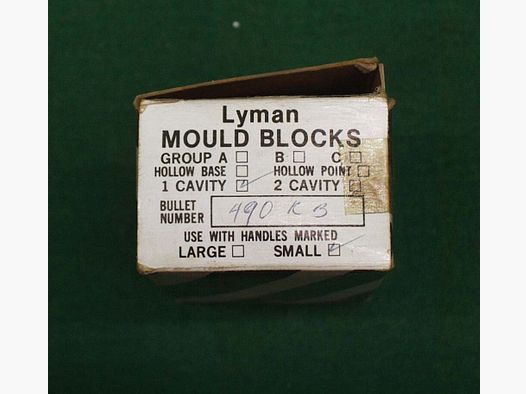 Lyman
MOULD BLOCKS
GROUP A ☐ B ☐ C ☐
HOLLOW BASE ☐ HOLLOW POINT ☐
1 CAVITY ☑ 2 CAVITY ☐
BULLET NUMBER 490 R B
USE WITH HANDLES MARKED
LARGE ☐ SMALL ☑